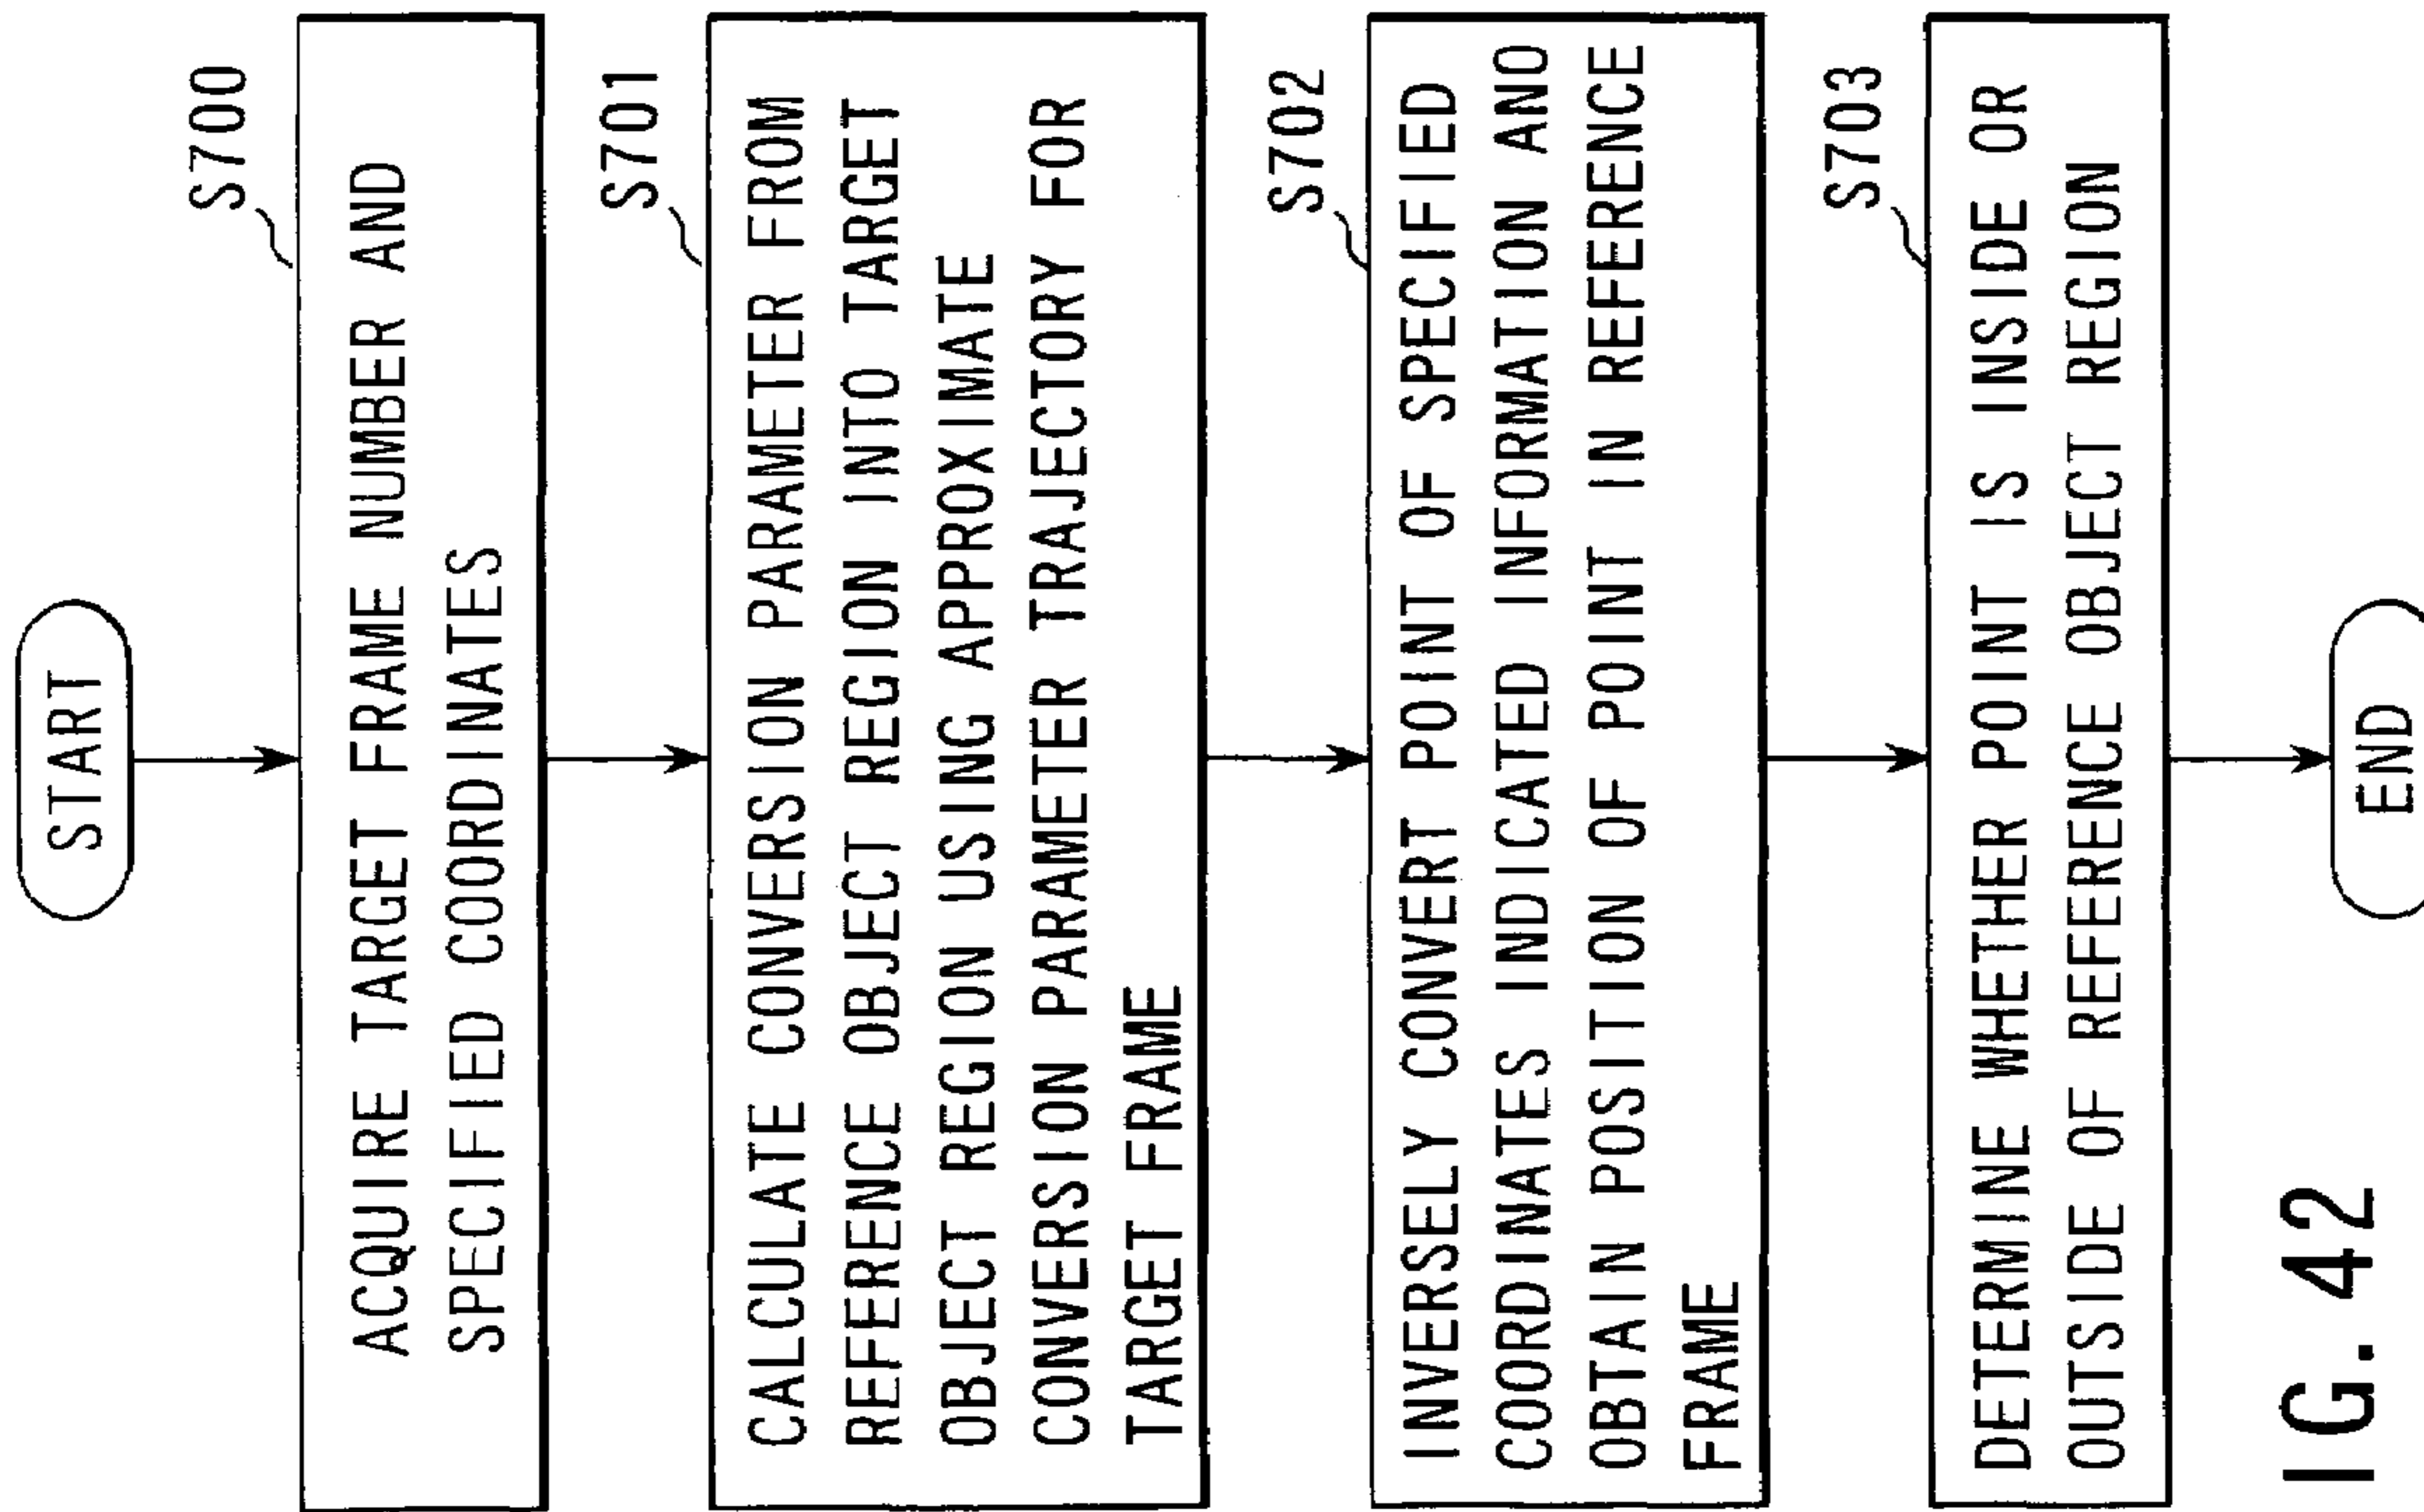 START
S700
ACQUIRE TARGET FRAME NUMBER AND
SPECIFIED COORDINATES
S701
CALCULATE CONVERSION PARAMETER FROM
REFERENCE OBJECT REGION INTO TARGET
OBJECT REGION USING APPROXIMATE
CONVERSION PARAMETER TRAJECTORY FOR
TARGET FRAME
S702
INVERSELY CONVERT POINT OF SPECIFIED
COORDINATES INDICATED INFORMATION ANO
OBTAIN POSITION OF POINT IN REFERENCE
FRAME
S703
DETERMINE WHETHER POINT IS INSIDE OR
OUTSIDE OF REFERENCE OBJECT REGION
END
IG. 42